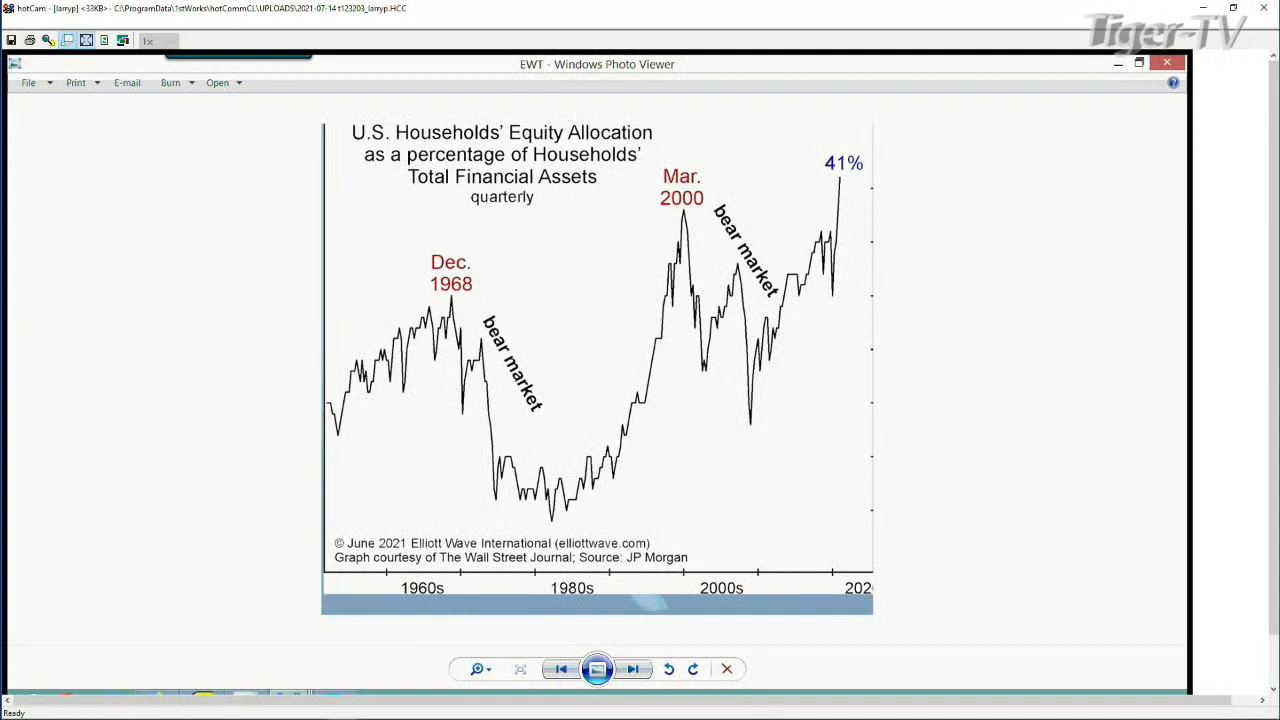 hotCam - [larryp] <33KB> - C:\ProgramData\1stWorks\hotCommCL\UPLOADS\2021-07-14 t123203_larryp.HCC
Tiger-TV
1x
EWT - Windows Photo Viewer
File Print E-mail Burn Open
U.S. Households' Equity Allocation
as a percentage of Households'
Total Financial Assets
quarterly
41%
Mar.
2000
bear market
Dec.
1968
bear market
© June 2021 Elliott Wave International (elliottwave.com)
Graph courtesy of The Wall Street Journal; Source: JP Morgan
1960s 1980s 2000s 202
Ready